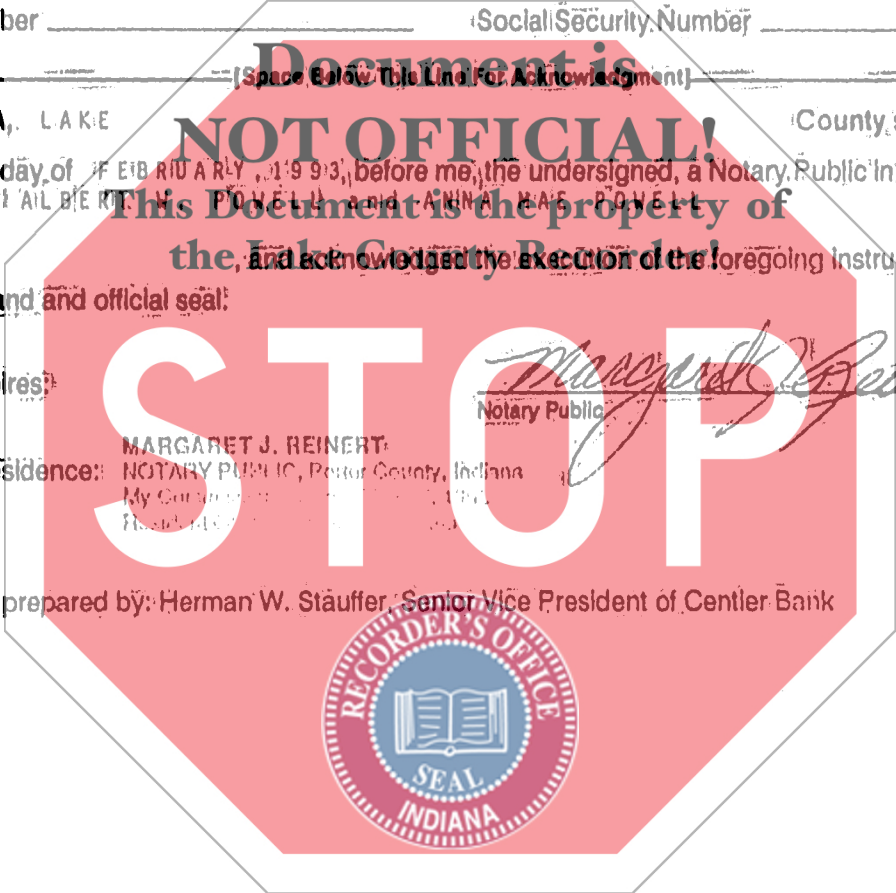 ber Social Security Number
Document is
[Space Below This Line For Acknowledgment]
LAKE County
NOT OFFICIAL!
day of FEBRUARY, 1993, before me, the undersigned, a Notary Public in
ALBERT W. POVELL and ANNA MAE POVELL
This Document is the property of
the Lake County Recorder!
, and acknowledged the execution of the foregoing instru
nd and official seal.
STOP
ires:
Notary Public
MARGARET J. REINERT
sidence: NOTARY PUBLIC, Porter County, Indiana
My
prepared by: Herman W. Stauffer, Senior Vice President of Centier Bank
RECORDER'S OFFICE
SEAL
INDIANA